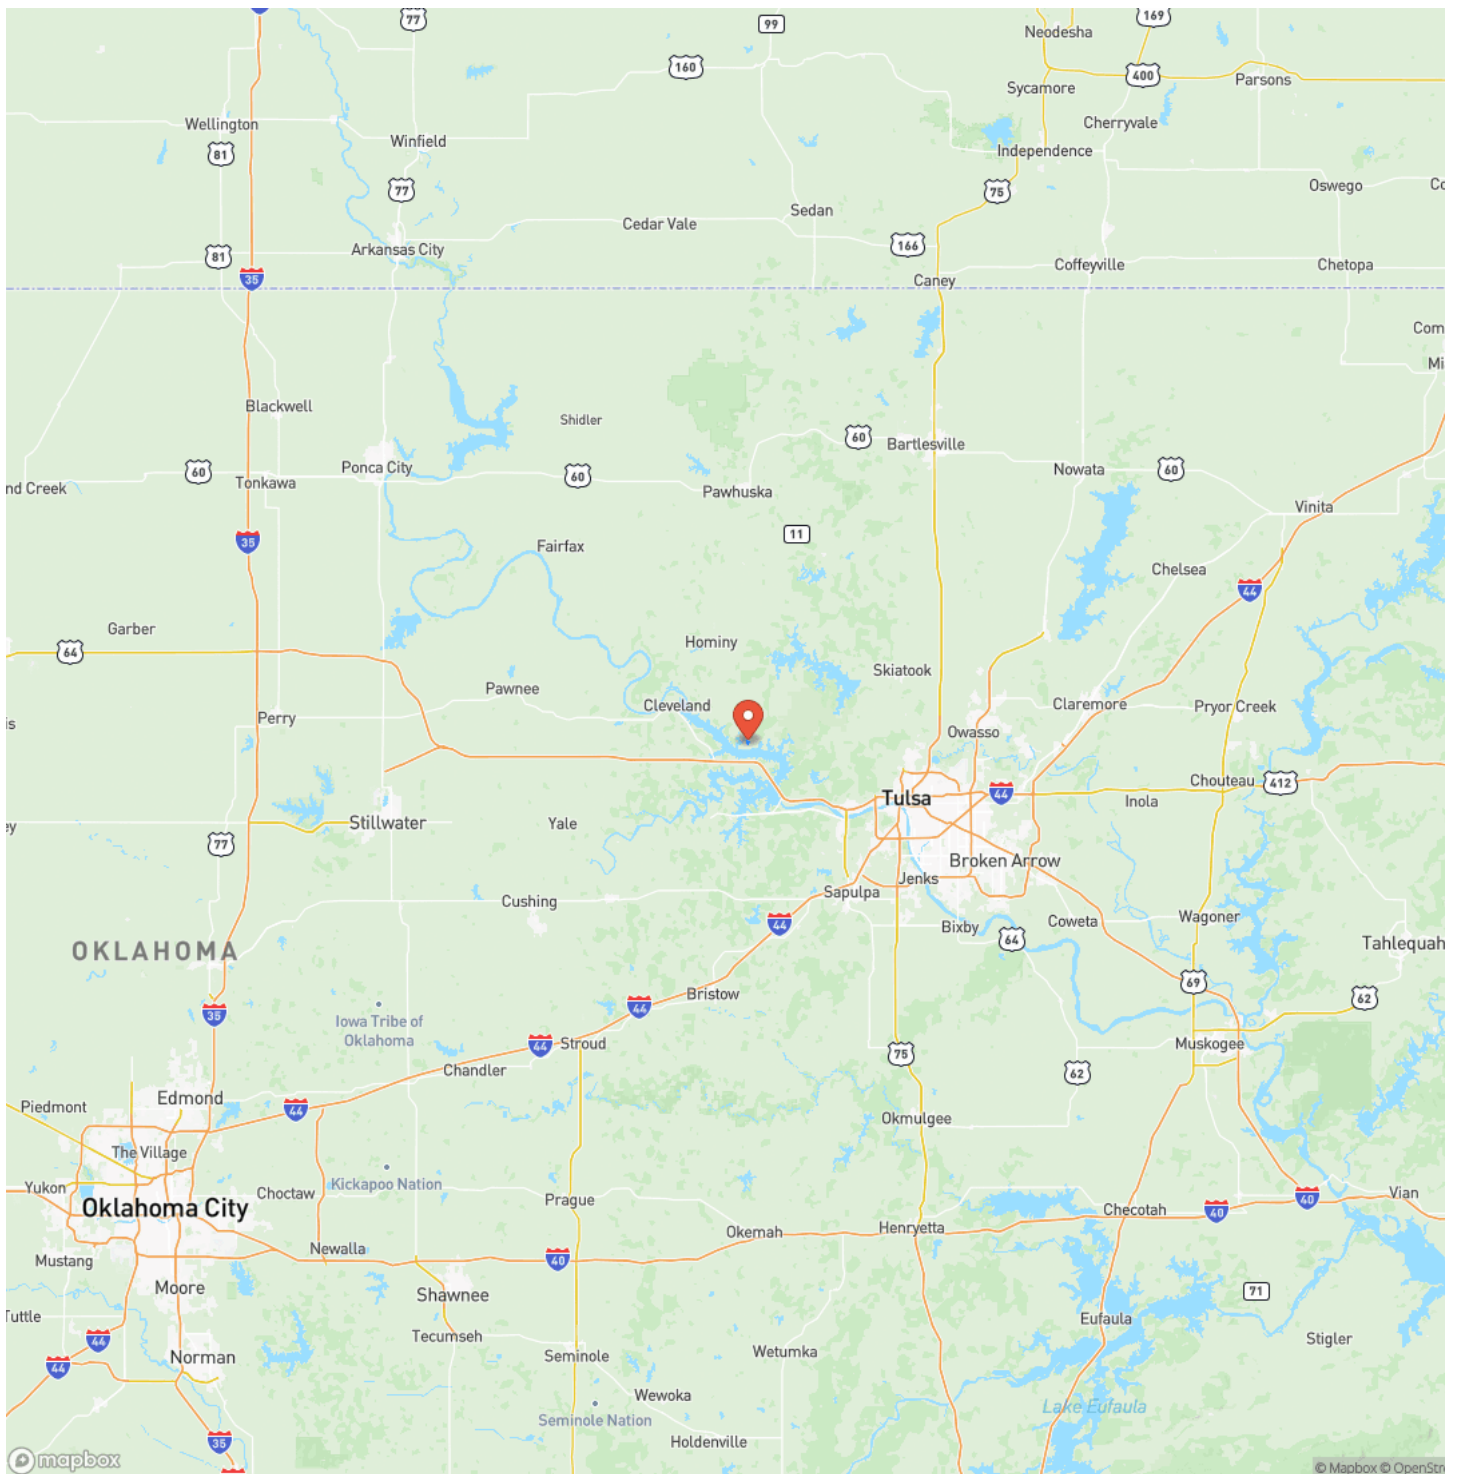 77
99
169
Neodesha
160
400
Parsons
Sycamore
Wellington
Cherryvale
Winfield
81
Independence
77
75
Oswego
Co
Sedan
Cedar Vale
166
Arkansas City
81
Coffeyville
Chetopa
35
Caney
Com
Mi
Blackwell
Shidler
60
Bartlesville
Ponca City
60
60
Nowata
60
Tonkawa
nd Creek
Pawhuska
Vinita
11
35
Fairfax
Chelsea
44
Garber
64
Hominy
Skiatook
Pawnee
Cleveland
Claremore
Pryor Creek
Perry
is
Owasso
Chouteau
412
44
Tulsa
Inola
Stillwater
Yale
ey
77
Broken Arrow
Jenks
Sapulpa
Cushing
Wagoner
44
Coweta
Bixby
64
Tahlequah
OKLAHOMA
69
Bristow
62
44
35
Iowa Tribe of
Oklahoma
44
Stroud
Muskogee
75
Chandler
62
Edmond
Piedmont
44
Okmulgee
The Village
Kickapoo Nation
Yukon
Choctaw
Vian
40
Prague
Oklahoma City
Checotah
40
Henryetta
Okemah
Newalla
Mustang
40
Moore
Shawnee
71
Tuttle
Eufaula
Tecumseh
44
Stigler
Wetumka
Norman
Seminole
44
Wewoka
Lake Eufaula
Seminole Nation
35
Holdenville
mapbox
© Mapbox © OpenStre